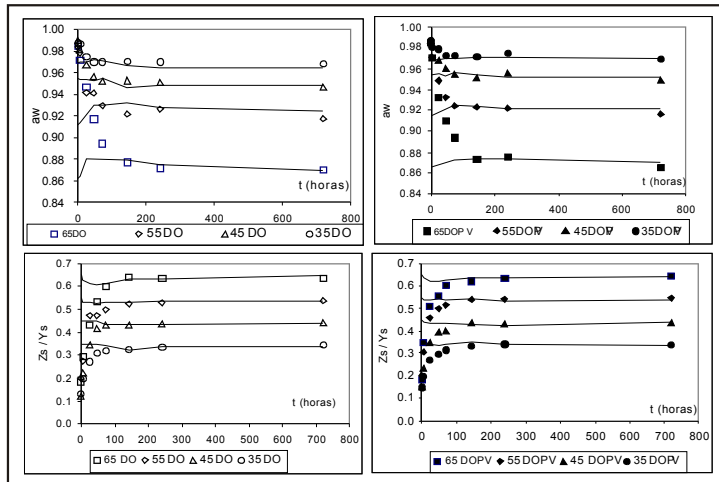 1.00
0.98
0.96
0.94
0.92
0.90
0.88
0.86
0.84
aw
0 200 400 600 800
t (horas)
65DO 55 DO 45 DO 35 DO
1.00
0.98
0.96
0.94
0.92
0.90
0.88
0.86
0.84
aw
0 200 400 600 800
t (horas)
65DOP V 55DOPV 45DOPV 35DOPV
0.7
0.6
0.5
0.4
0.3
0.2
0.1
0.0
Zs / Ys
0 100 200 300 400 500 600 700 800
t (horas)
65 DO 55 DO 45 DO 35 DO
0.7
0.6
0.5
0.4
0.3
0.2
0.1
0.0
Zs / Ys
0 100 200 300 400 500 600 700 800
t (horas)
65 DOPV 55 DOPV 45 DOPV 35 DOPV